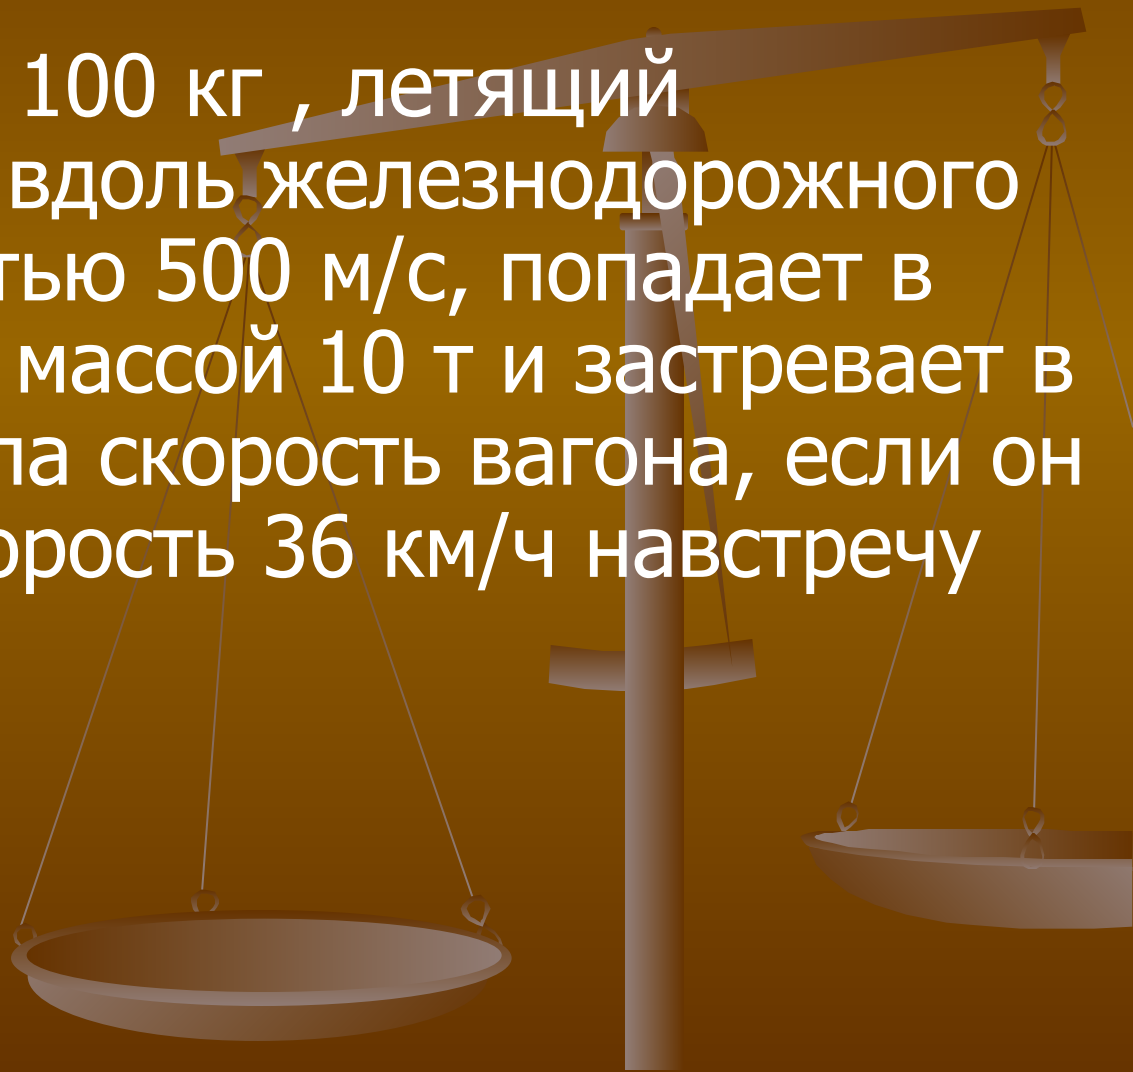 100 кг , летящий
вдоль железнодорожного
тью 500 м/с, попадает в
массой 10 т и застревает в
ла скорость вагона, если он
орость 36 км/ч навстречу